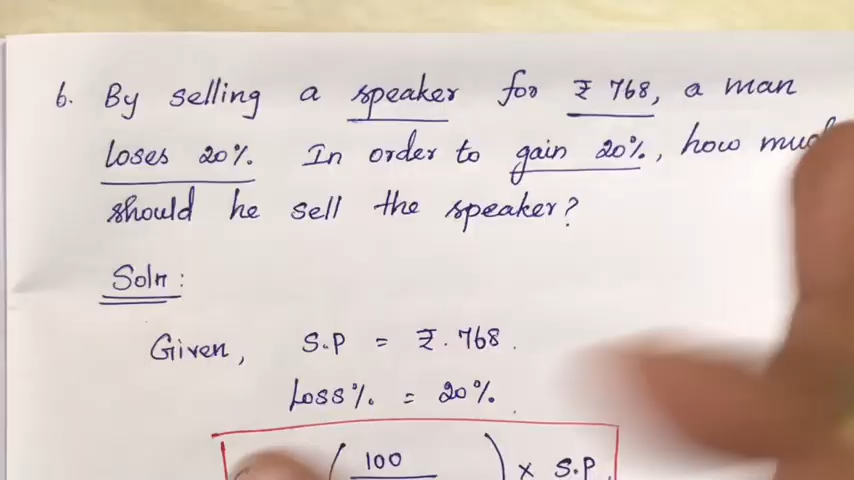 6. By selling a speaker for ₹ 768, a man
loses 20%. In order to gain 20%, how much
should he sell the speaker?
Soln:
Given, S.P = ₹. 768.
Loss% = 20%.
( 100 ) × S.P